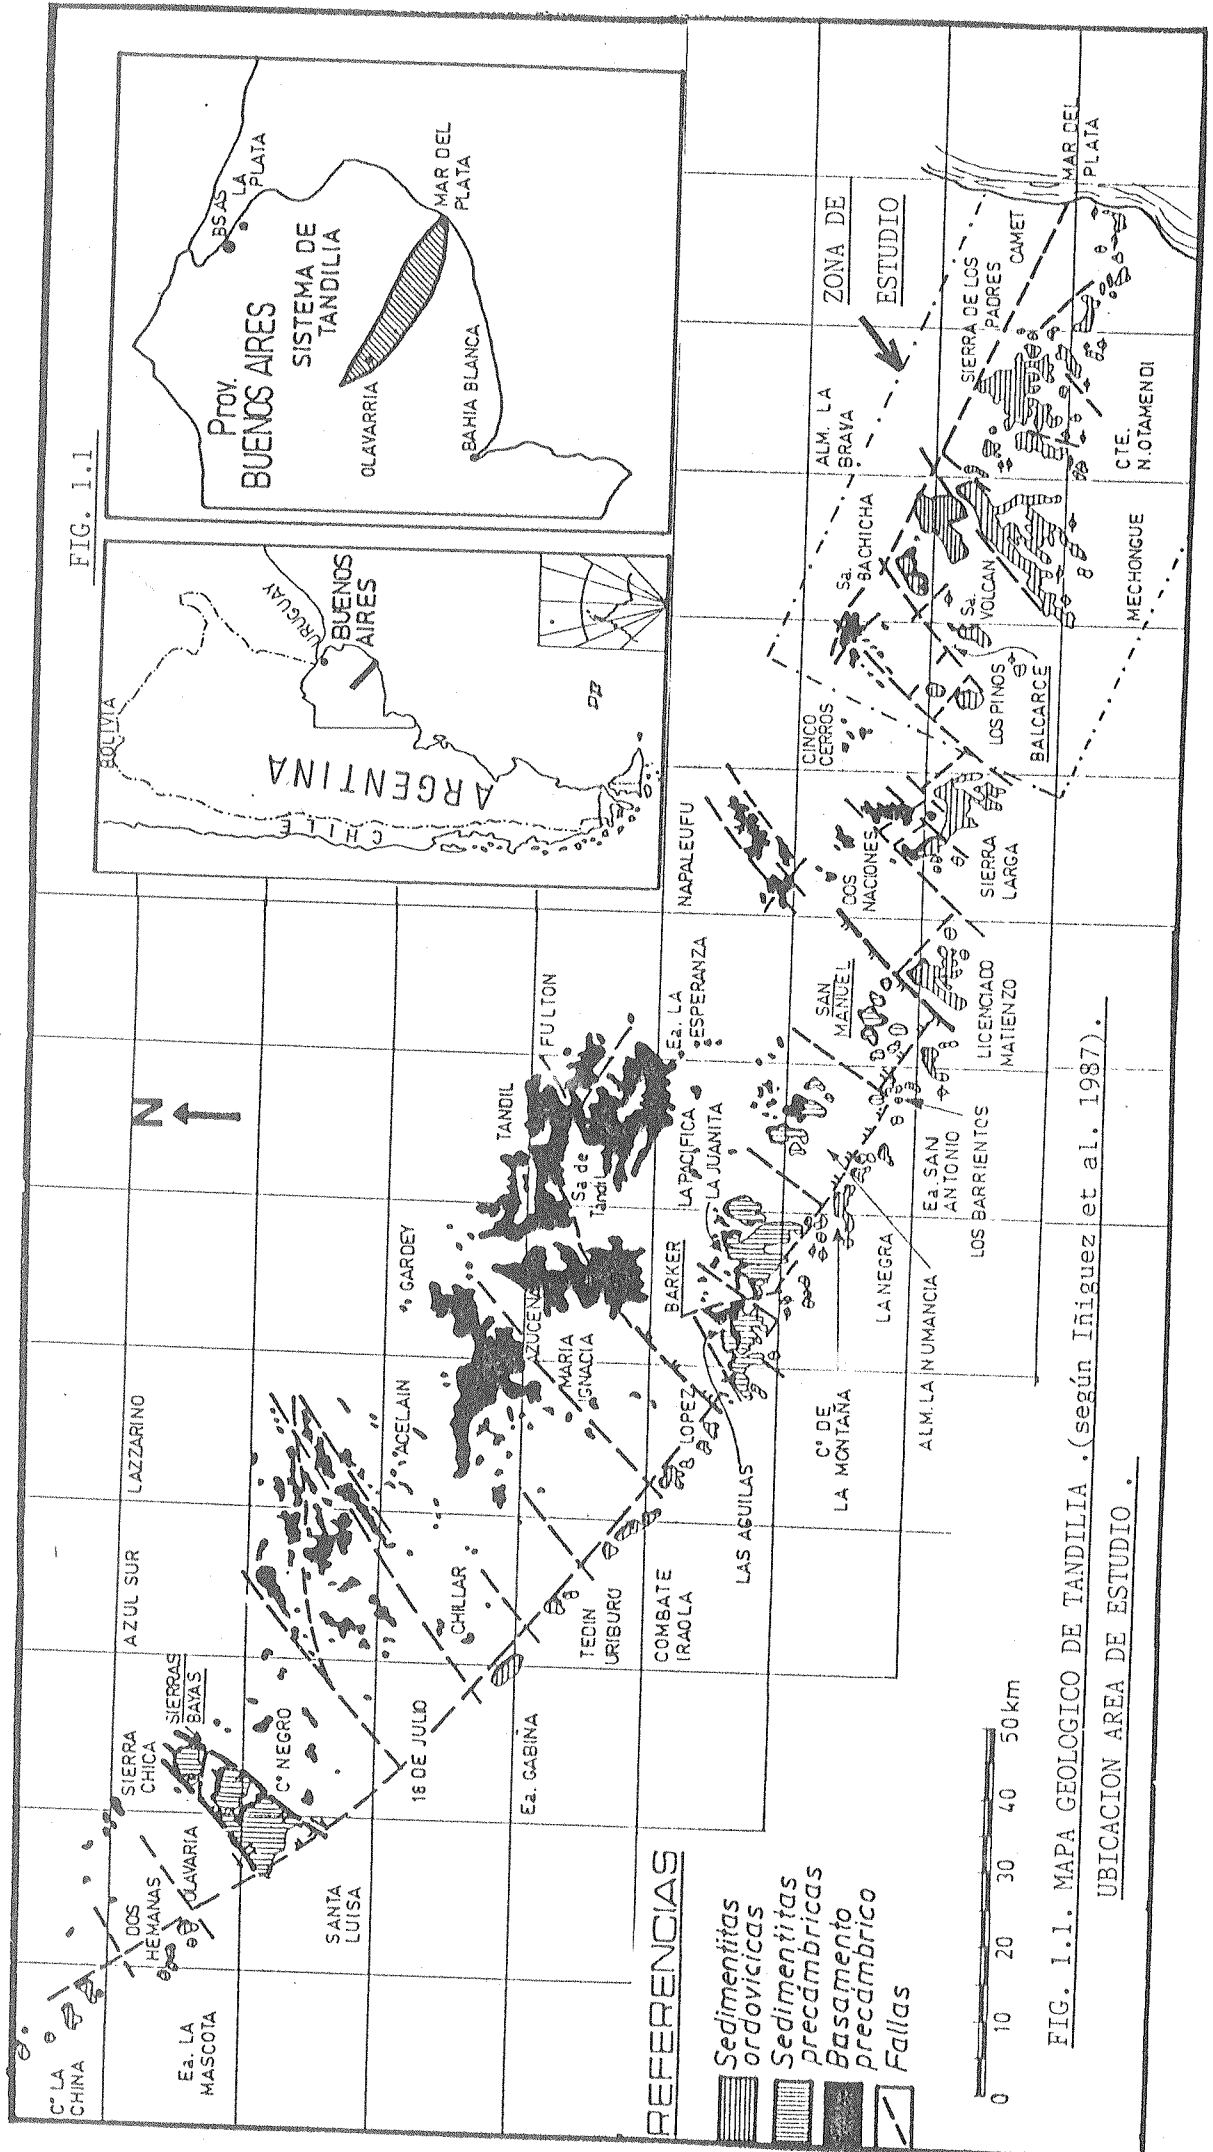 FIG. 1.1
BOLIVIA
CHILE
ARGENTINA
URUGUAY
BUENOS
AIRES
Prov.
BUENOS AIRES
BS.AS
LA
PLATA
SISTEMA DE
TANDILIA
OLAVARRIA
MAR DEL
PLATA
BAHIA BLANCA
N
C° LA
CHINA
Ea. LA
MASCOTA
DOS
HEMANAS
OLAVARIA
SIERRA
CHICA
SIERRAS
BAYAS
AZUL SUR
LAZZARINO
SANTA
LUISA
C° NEGRO
16 DE JULIO
Ea. GABINA
CHILLAR
ACELAIN
GARDEY
TANDIL
FULTON
AZUCENA
MARIA
IGNACIA
Sa de
Tandil
TEDIN
URIBURU
COMBATE
IRAOLA
LOPEZ
LAS AGUILAS
BARKER
LA PACIFICA
LA JUANITA
Ea. LA
ESPERANZA
NAPALEUFU
C° DE
LA MONTAÑA
LA NEGRA
ALM. LA NUMANCIA
Ea. SAN
ANTONIO
LOS BARRIENTOS
SAN
MANUEL
LICENCIADO
MATIENZO
DOS
NACIONES
SIERRA
LARGA
CINCO
CERROS
LOS PINOS
BALCARCE
Sa.
BACHICHA
Sa.
VOLCAN
ALM. LA
BRAVA
MECHONGUE
ZONA DE
ESTUDIO
SIERRA DE LOS
PADRES
CAMET
CTE.
N.OTAMENDI
MAR DEL
PLATA
REFERENCIAS
Sedimentitas
ordovícicas
Sedimentitas
precámbricas
Basamento
precámbrico
Fallas
0 10 20 30 40 50 km
FIG. 1.1. MAPA GEOLOGICO DE TANDILIA .(según Iñiguez et al. 1987).
UBICACION AREA DE ESTUDIO .